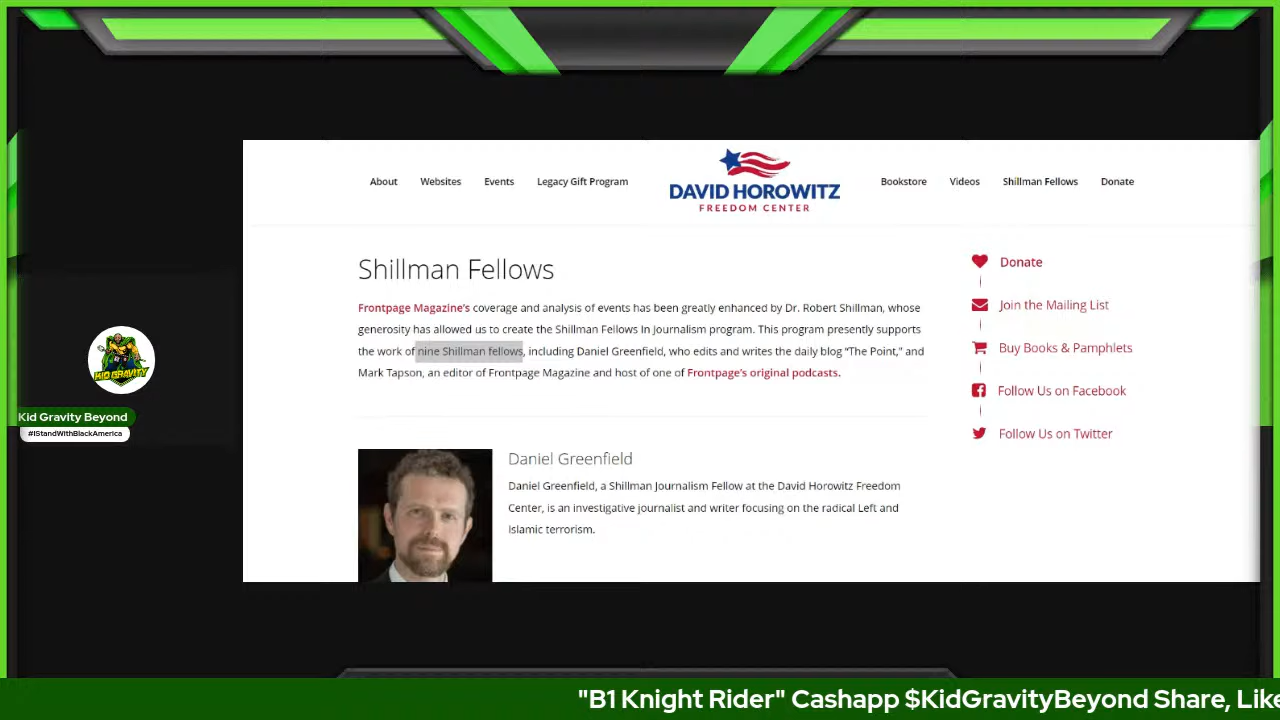 About Websites Events Legacy Gift Program
DAVID HOROWITZ
FREEDOM CENTER
Bookstore Videos Shillman Fellows Donate
Shillman Fellows
Frontpage Magazine's coverage and analysis of events has been greatly enhanced by Dr. Robert Shillman, whose
generosity has allowed us to create the Shillman Fellows in Journalism program. This program presently supports
the work of nine Shillman fellows, including Daniel Greenfield, who edits and writes the daily blog “The Point,” and
Mark Tapson, an editor of Frontpage Magazine and host of one of Frontpage's original podcasts.
Donate
Join the Mailing List
Buy Books & Pamphlets
Follow Us on Facebook
Follow Us on Twitter
Daniel Greenfield
Daniel Greenfield, a Shillman Journalism Fellow at the David Horowitz Freedom
Center, is an investigative journalist and writer focusing on the radical Left and
Islamic terrorism.
KID GRAVITY
Kid Gravity Beyond
#IStandWithBlackAmerica
"B1 Knight Rider" Cashapp $KidGravityBeyond Share, Like